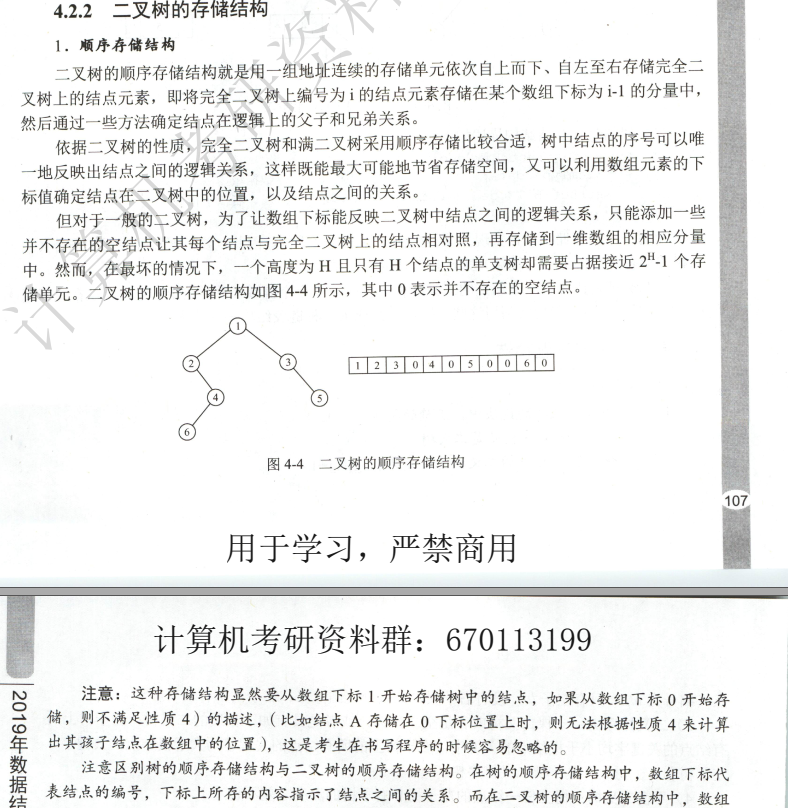 4.2.2 二叉树的存储结构
1．顺序存储结构
二叉树的顺序存储结构就是用一组地址连续的存储单元依次自上而下、自左至右存储完全二
叉树上的结点元素，即将完全二叉树上编号为 i 的结点元素存储在某个数组下标为 i-1 的分量中，
然后通过一些方法确定结点在逻辑上的父子和兄弟关系。
依据二叉树的性质，完全二叉树和满二叉树采用顺序存储比较合适，树中结点的序号可以唯
一地反映出结点之间的逻辑关系，这样既能最大可能地节省存储空间，又可以利用数组元素的下
标值确定结点在二叉树中的位置，以及结点之间的关系。
但对于一般的二叉树，为了让数组下标能反映二叉树中结点之间的逻辑关系，只能添加一些
并不存在的空结点让其每个结点与完全二叉树上的结点相对照，再存储到一维数组的相应分量
中。然而，在最坏的情况下，一个高度为 H 且只有 H 个结点的单支树却需要占据接近 2ᴴ-1 个存
储单元。二叉树的顺序存储结构如图 4-4 所示，其中 0 表示并不存在的空结点。
1
2 3
4 5
6
1 2 3 0 4 0 5 0 0 6 0
图 4-4 二叉树的顺序存储结构
107
用于学习，严禁商用
计算机考研资料
计算机考研资料群：670113199
注意：这种存储结构显然要从数组下标 1 开始存储树中的结点，如果从数组下标 0 开始存
储，则不满足性质 4）的描述，（比如结点 A 存储在 0 下标位置上时，则无法根据性质 4 来计算
出其孩子结点在数组中的位置），这是考生在书写程序的时候容易忽略的。
注意区别树的顺序存储结构与二叉树的顺序存储结构。在树的顺序存储结构中，数组下标代
表结点的编号，下标上所存的内容指示了结点之间的关系。而在二叉树的顺序存储结构中，数组
2019年数据结